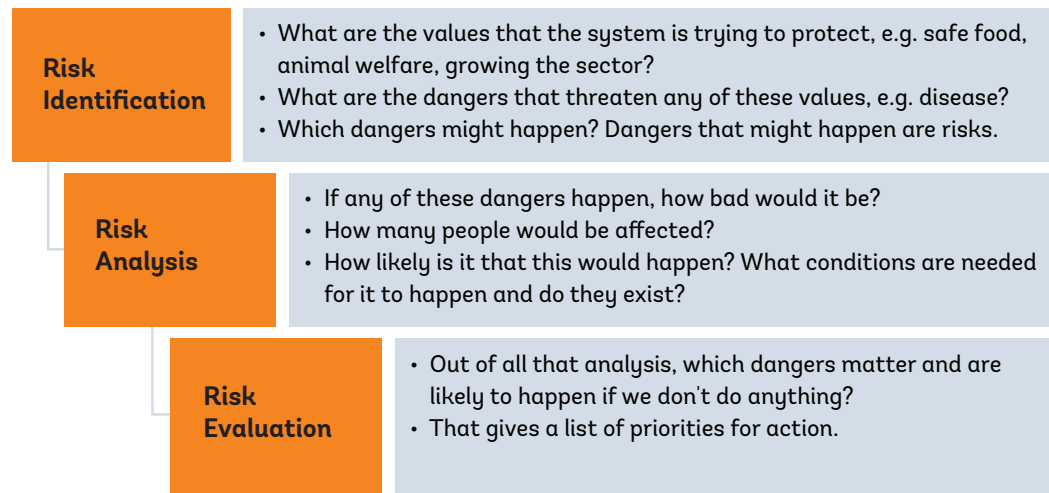 Risk
Identification
• What are the values that the system is trying to protect, e.g. safe food,
animal welfare, growing the sector?
• What are the dangers that threaten any of these values, e.g. disease?
• Which dangers might happen? Dangers that might happen are risks.
Risk
Analysis
• If any of these dangers happen, how bad would it be?
• How many people would be affected?
• How likely is it that this would happen? What conditions are needed
for it to happen and do they exist?
Risk
Evaluation
• Out of all that analysis, which dangers matter and are
likely to happen if we don't do anything?
• That gives a list of priorities for action.